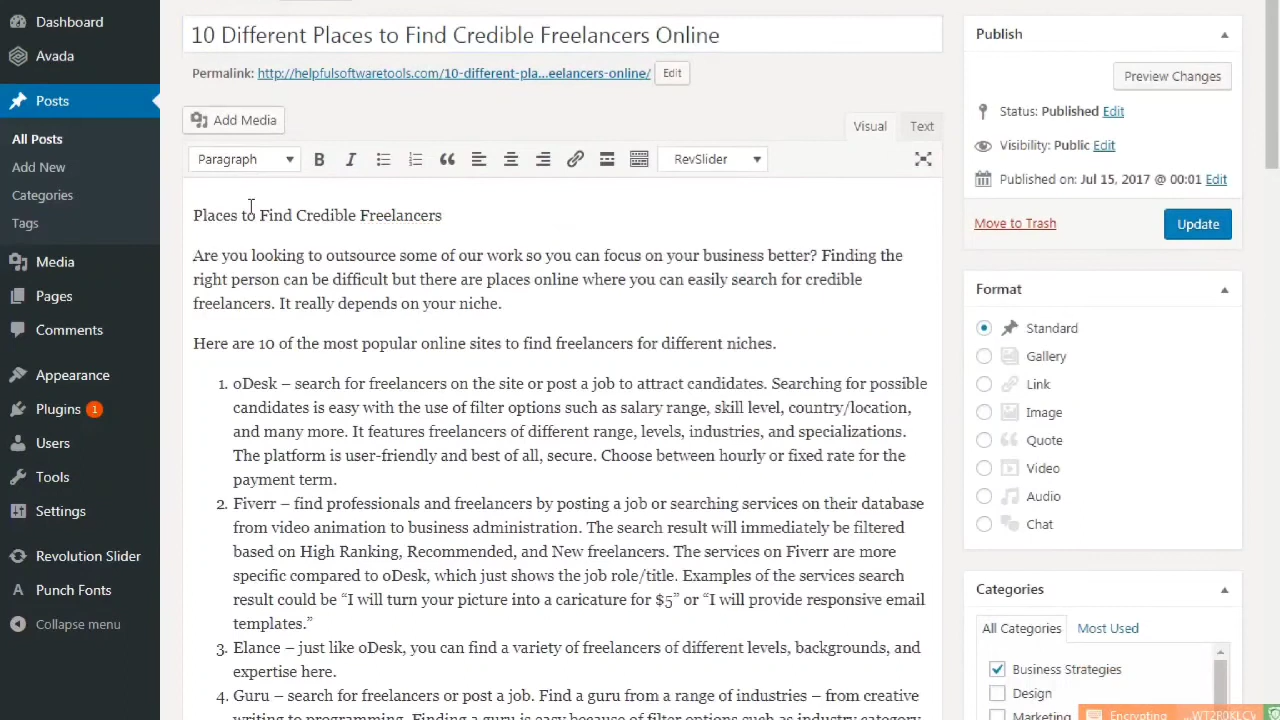 Dashboard
Avada
Posts
All Posts
Add New
Categories
Tags
Media
Pages
Comments
Appearance
Plugins 1
Users
Tools
Settings
Revolution Slider
Punch Fonts
Collapse menu
10 Different Places to Find Credible Freelancers Online
Permalink: http://helpfulsoftwaretools.com/10-different-pla...eelancers-online/ Edit
Add Media
Visual Text
Paragraph RevSlider
Places to Find Credible Freelancers
Are you looking to outsource some of our work so you can focus on your business better? Finding the
right person can be difficult but there are places online where you can easily search for credible
freelancers. It really depends on your niche.
Here are 10 of the most popular online sites to find freelancers for different niches.
1. oDesk – search for freelancers on the site or post a job to attract candidates. Searching for possible
candidates is easy with the use of filter options such as salary range, skill level, country/location,
and many more. It features freelancers of different range, levels, industries, and specializations.
The platform is user-friendly and best of all, secure. Choose between hourly or fixed rate for the
payment term.
2. Fiverr – find professionals and freelancers by posting a job or searching services on their database
from video animation to business administration. The search result will immediately be filtered
based on High Ranking, Recommended, and New freelancers. The services on Fiverr are more
specific compared to oDesk, which just shows the job role/title. Examples of the services search
result could be “I will turn your picture into a caricature for $5” or “I will provide responsive email
templates.”
3. Elance – just like oDesk, you can find a variety of freelancers of different levels, backgrounds, and
expertise here.
4. Guru – search for freelancers or post a job. Find a guru from a range of industries – from creative
writing to programming. Finding a guru is easy because of filter options such as industry category,
Publish
Preview Changes
Status: Published Edit
Visibility: Public Edit
Published on: Jul 15, 2017 @ 00:01 Edit
Move to Trash Update
Format
Standard
Gallery
Link
Image
Quote
Video
Audio
Chat
Categories
All Categories Most Used
Business Strategies
Design
Marketing
Encrypting